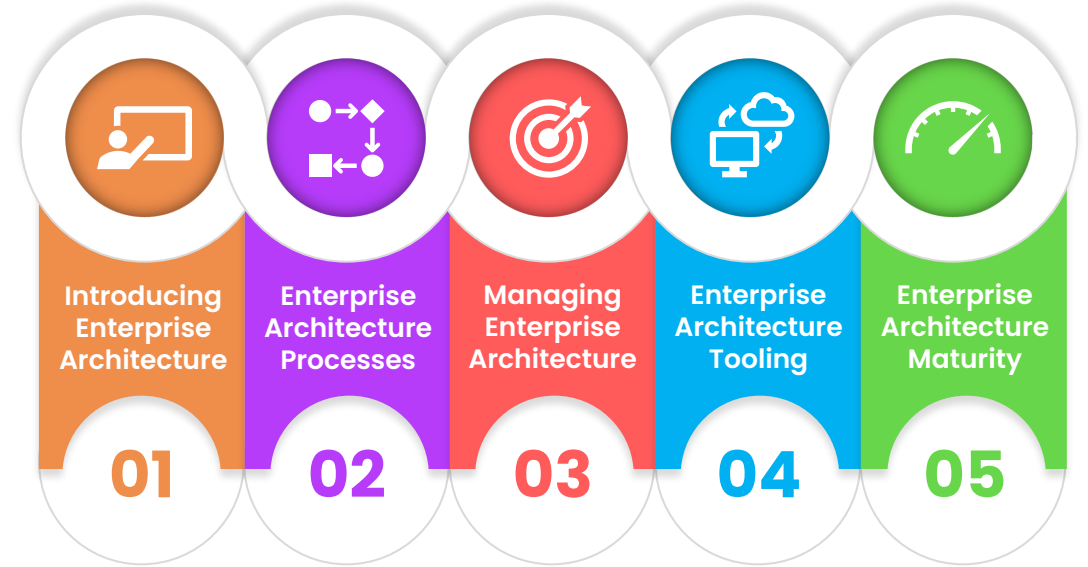 Introducing
Enterprise
Architecture
01
Enterprise
Architecture
Processes
02
Managing
Enterprise
Architecture
03
Enterprise
Architecture
Tooling
04
Enterprise
Architecture
Maturity
05